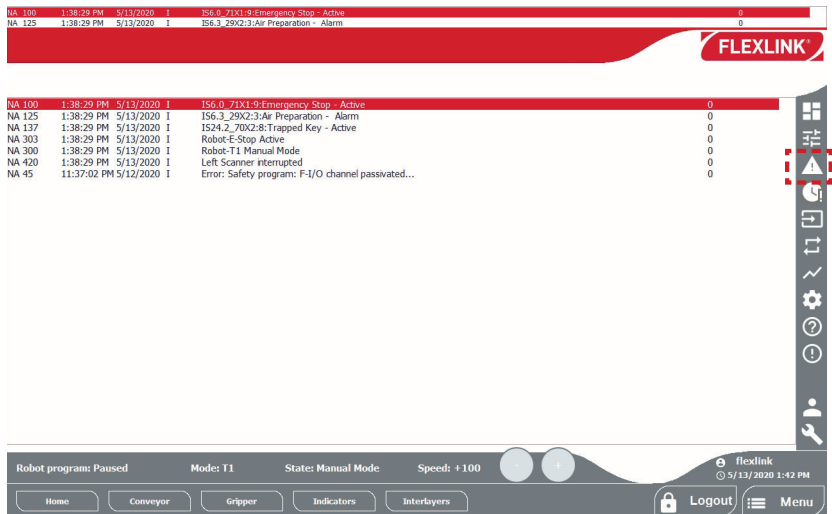 NA 100 1:38:29 PM 5/13/2020 I IS6.0_71X1:9:Emergency Stop - Active 0
NA 125 1:38:29 PM 5/13/2020 I IS6.3_29X2:3:Air Preparation - Alarm 0
FLEXLINK®
NA 100 1:38:29 PM 5/13/2020 I IS6.0_71X1:9:Emergency Stop - Active 0
NA 125 1:38:29 PM 5/13/2020 I IS6.3_29X2:3:Air Preparation - Alarm 0
NA 137 1:38:29 PM 5/13/2020 I IS24.2_70X2:8:Trapped Key - Active 0
NA 303 1:38:29 PM 5/13/2020 I Robot-E-Stop Active 0
NA 300 1:38:29 PM 5/13/2020 I Robot-T1 Manual Mode 0
NA 420 1:38:29 PM 5/13/2020 I Left Scanner interrupted 0
NA 45 11:37:02 PM 5/12/2020 I Error: Safety program: F-I/O channel passivated... 0
Robot program: Paused Mode: T1 State: Manual Mode Speed: +100 - + flexlink
5/13/2020 1:42 PM
Home Conveyor Gripper Indicators Interlayers Logout Menu